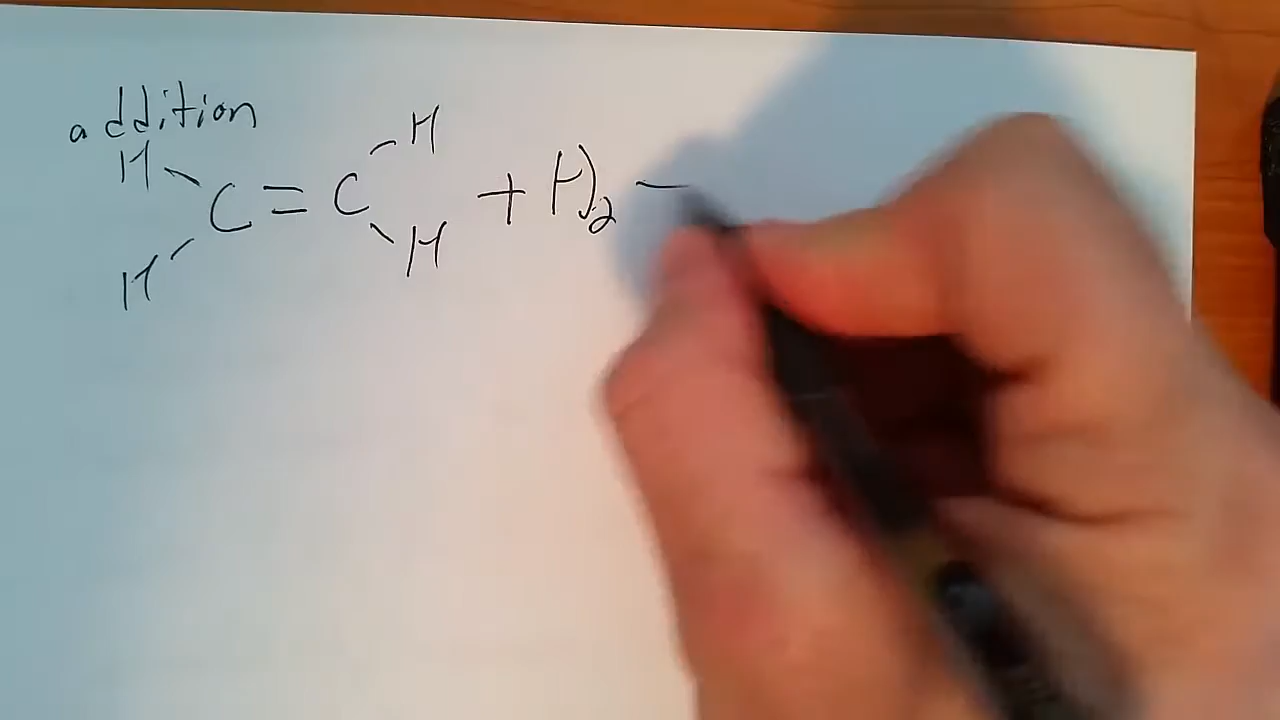 addition
H H
C = C + H₂ —
H H